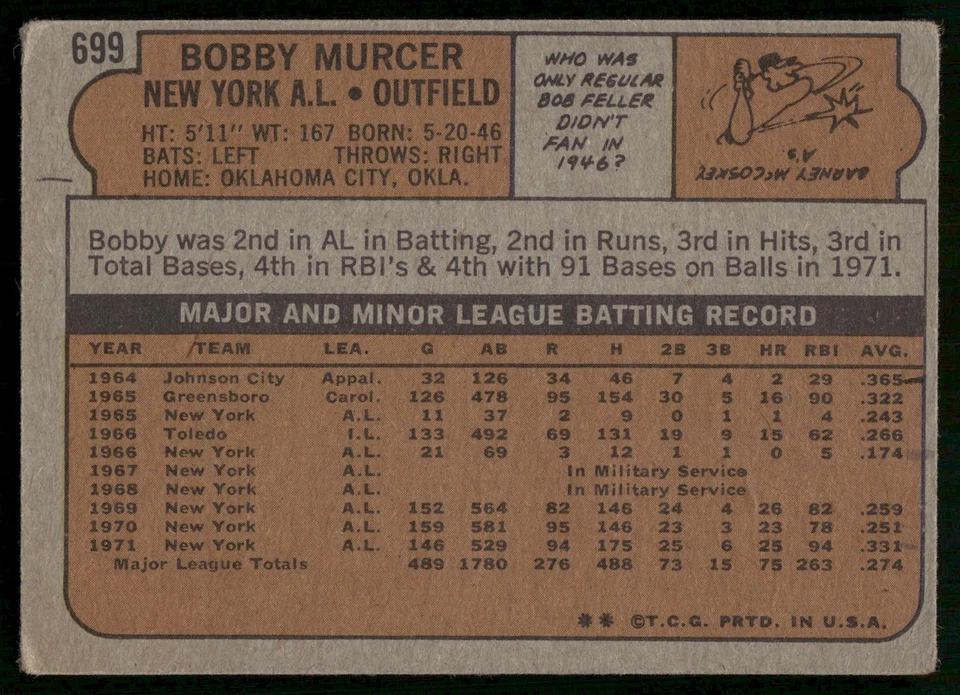 699
BOBBY MURCER
NEW YORK A.L. • OUTFIELD
HT: 5'11" WT: 167 BORN: 5-20-46
BATS: LEFT THROWS: RIGHT
HOME: OKLAHOMA CITY, OKLA.
WHO WAS
ONLY REGULAR
BOB FELLER
DIDN'T
FAN IN
1946?
BARNEY McCOSKEY
A's
Bobby was 2nd in AL in Batting, 2nd in Runs, 3rd in Hits, 3rd in
Total Bases, 4th in RBI's & 4th with 91 Bases on Balls in 1971.
MAJOR AND MINOR LEAGUE BATTING RECORD
YEAR TEAM LEA. G AB R H 2B 3B HR RBI AVG.
1964 Johnson City Appal. 32 126 34 46 7 4 2 29 .365
1965 Greensboro Carol. 126 478 95 154 30 5 16 90 .322
1965 New York A.L. 11 37 2 9 0 1 1 4 .243
1966 Toledo I.L. 133 492 69 131 19 9 15 62 .266
1966 New York A.L. 21 69 3 12 1 1 0 5 .174
1967 New York A.L. In Military Service
1968 New York A.L. In Military Service
1969 New York A.L. 152 564 82 146 24 4 26 82 .259
1970 New York A.L. 159 581 95 146 23 3 23 78 .251
1971 New York A.L. 146 529 94 175 25 6 25 94 .331
Major League Totals 489 1780 276 488 73 15 75 263 .274
** ©T.C.G. PRTD. IN U.S.A.